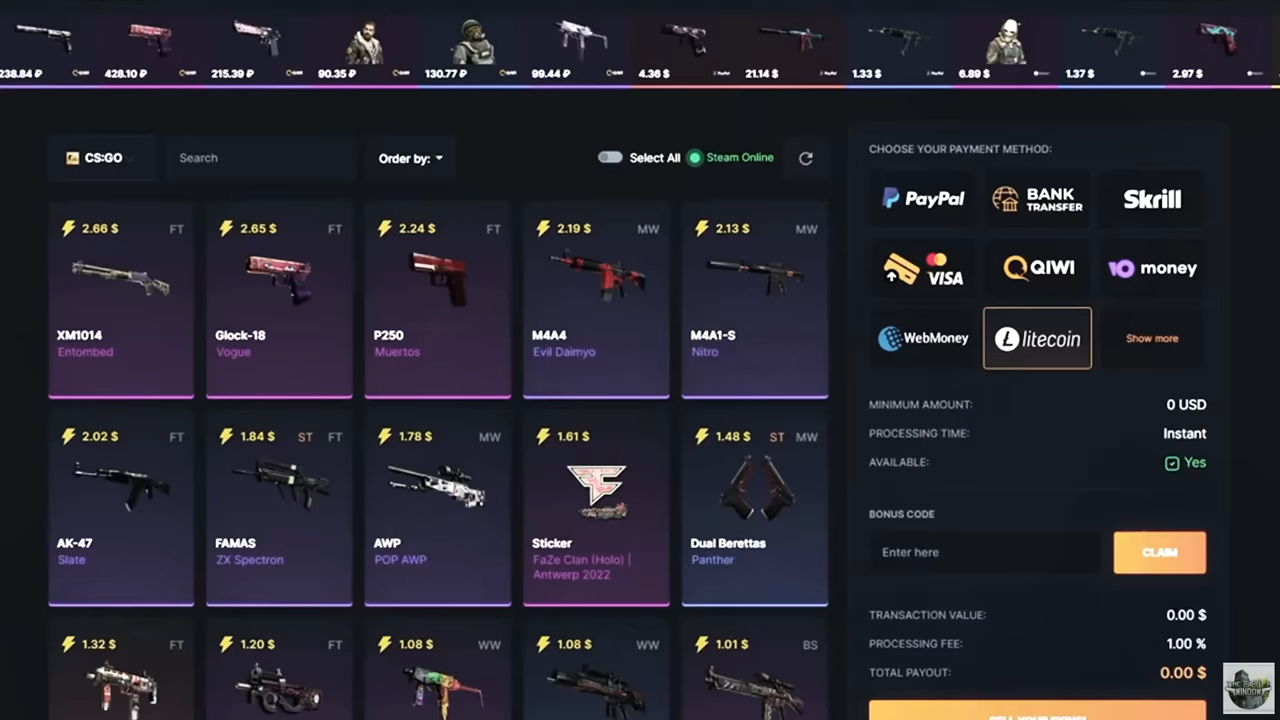 238.84 ₽ 428.10 ₽ 215.39 ₽ 90.35 ₽ 130.77 ₽ 99.44 ₽ 4.36 $ 21.14 $ 1.33 $ 6.89 $ 1.37 $ 2.97 $
CS:GO Search Order by: Select All Steam Online
2.66 $ FT 2.65 $ FT 2.24 $ FT 2.19 $ MW 2.13 $ MW
XM1014 Glock-18 P250 M4A4 M4A1-S
Entombed Vogue Muertos Evil Daimyo Nitro
2.02 $ FT 1.84 $ ST FT 1.78 $ MW 1.61 $ 1.48 $ ST MW
AK-47 FAMAS AWP Sticker Dual Berettas
Slate ZX Spectron POP AWP FaZe Clan (Holo) | Panther
Antwerp 2022
1.32 $ FT 1.20 $ FT 1.08 $ WW 1.08 $ WW 1.01 $ BS
CHOOSE YOUR PAYMENT METHOD:
PayPal BANK TRANSFER Skrill
VISA QIWI money
WebMoney litecoin Show more
MINIMUM AMOUNT: 0 USD
PROCESSING TIME: Instant
AVAILABLE: Yes
BONUS CODE
Enter here CLAIM
TRANSACTION VALUE: 0.00 $
PROCESSING FEE: 1.00 %
TOTAL PAYOUT: 0.00 $
SELL YOUR SKINS!